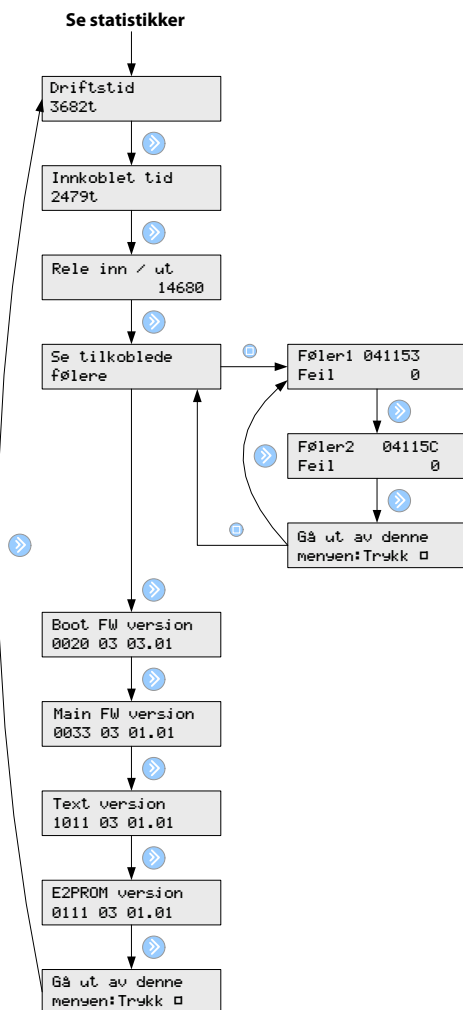 Se statistikker
Driftstid
3682t
Innkoblet tid
2479t
Rele inn / ut
14680
Se tilkoblede
følere
Føler1 041153
Feil 0
Føler2 04115C
Feil 0
Gå ut av denne
menyen:Trykk □
Boot FW version
0020 03 03.01
Main FW version
0033 03 01.01
Text version
1011 03 01.01
E2PROM version
0111 03 01.01
Gå ut av denne
menyen:Trykk □